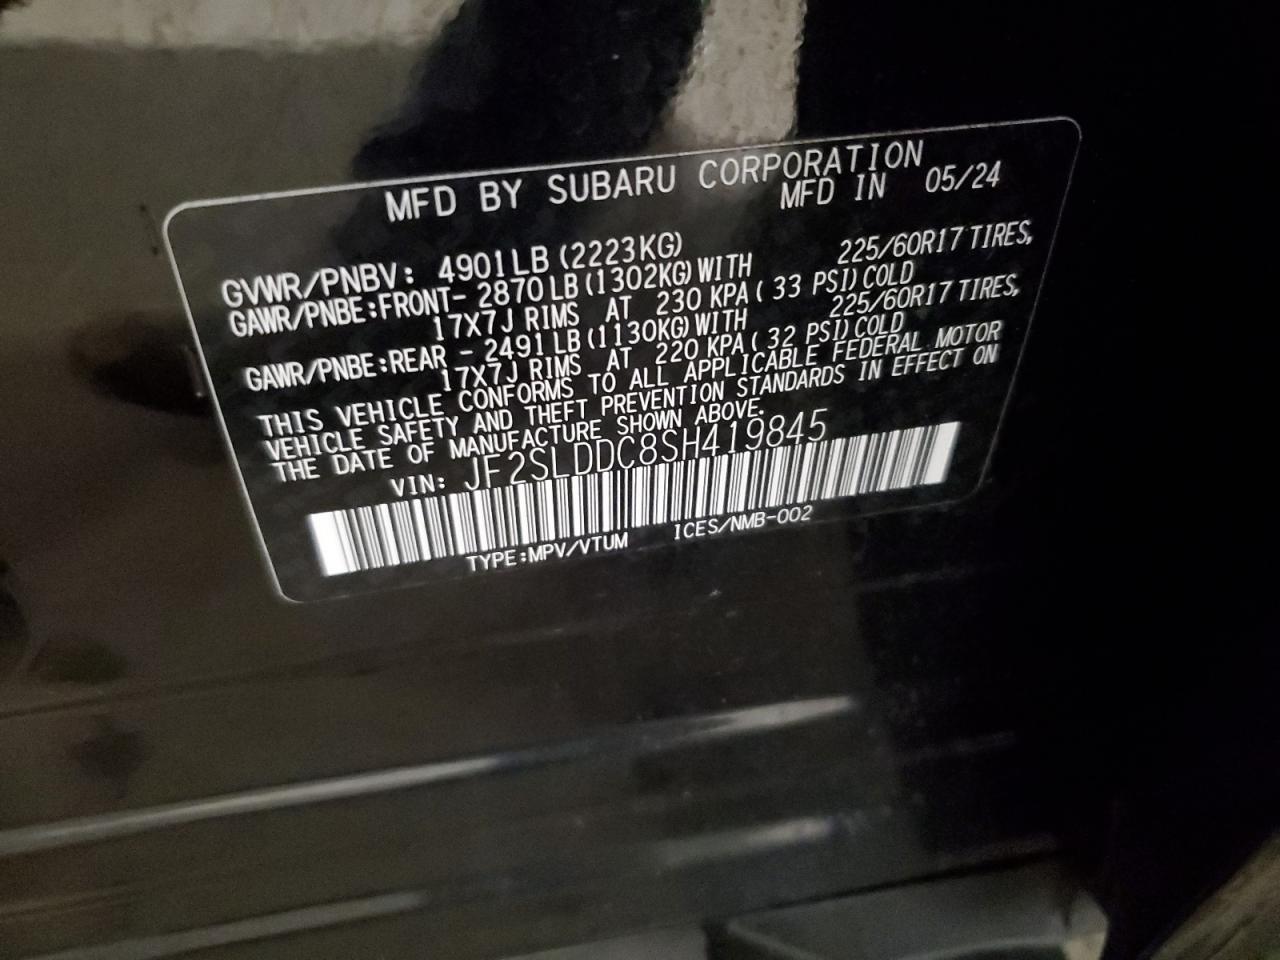 MFD BY SUBARU CORPORATION
MFD IN 05/24
GVWR/PNBV: 4901LB (2223KG)
GAWR/PNBE:FRONT- 2870LB (1302KG) WITH 225/60R17 TIRES,
17X7J RIMS AT 230 KPA ( 33 PSI) COLD
GAWR/PNBE:REAR - 2491LB (1130KG) WITH 225/60R17 TIRES,
17X7J RIMS AT 220 KPA ( 32 PSI) COLD
THIS VEHICLE CONFORMS TO ALL APPLICABLE FEDERAL MOTOR
VEHICLE SAFETY AND THEFT PREVENTION STANDARDS IN EFFECT ON
THE DATE OF MANUFACTURE SHOWN ABOVE.
VIN: JF2SLDDC8SH419845
TYPE:MPV/VTUM ICES/NMB-002